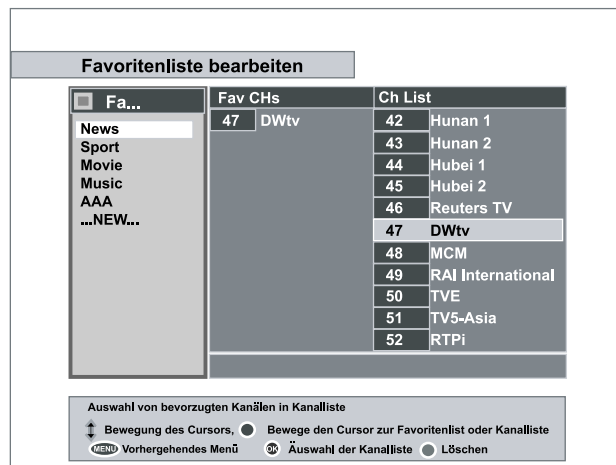 Favoritenliste bearbeiten
Fa...
News
Sport
Movie
Music
AAA
...NEW...
Fav CHs
47 DWtv
Ch List
42 Hunan 1
43 Hunan 2
44 Hubei 1
45 Hubei 2
46 Reuters TV
47 DWtv
48 MCM
49 RAI International
50 TVE
51 TV5-Asia
52 RTPi
Auswahl von bevorzugten Kanälen in Kanalliste
Bewegung des Cursors, Bewege den Cursor zur Favoritenlist oder Kanalliste
MENU Vorhergehendes Menü OK Äuswahl der Kanalliste Löschen